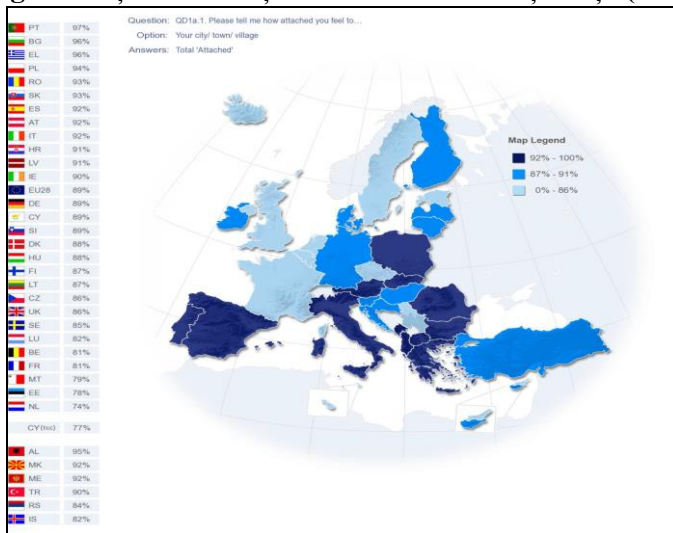 Question: QD1a.1. Please tell me how attached you feel to…
Option: Your city/ town/ village
Answers: Total 'Attached'
PT 97%
BG 96%
EL 96%
PL 94%
RO 93%
SK 93%
ES 92%
AT 92%
IT 92%
HR 91%
LV 91%
IE 90%
EU28 89%
DE 89%
CY 89%
SI 89%
DK 88%
HU 88%
FI 87%
LT 87%
CZ 86%
UK 86%
SE 85%
LU 82%
BE 81%
FR 81%
MT 79%
EE 78%
NL 74%
CY(tcc) 77%
AL 95%
MK 92%
ME 92%
TR 90%
RS 84%
IS 82%
Map Legend
92% - 100%
87% - 91%
0% - 86%